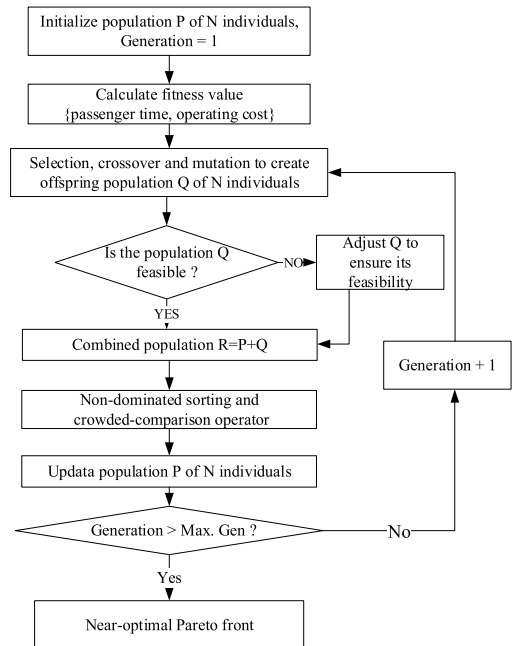 Initialize population P of N individuals,
Generation = 1
Calculate fitness value
{passenger time, operating cost}
Selection, crossover and mutation to create
offspring population Q of N individuals
Is the population Q
feasible ?
NO
Adjust Q to
ensure its
feasibility
YES
Combined population R=P+Q
Generation + 1
Non-dominated sorting and
crowded-comparison operator
Updata population P of N individuals
Generation > Max. Gen ?
No
Yes
Near-optimal Pareto front